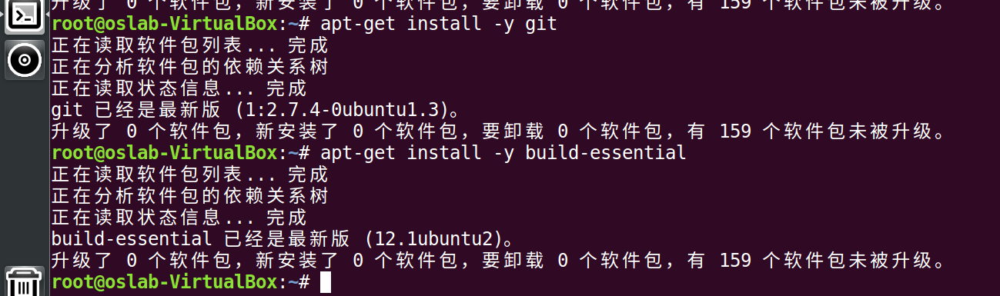 升级了 0 个软件包，新安装了 0 个软件包，要卸载 0 个软件包，有 159 个软件包未被升级。
root@oslab-VirtualBox:~# apt-get install -y git
正在读取软件包列表... 完成
正在分析软件包的依赖关系树
正在读取状态信息... 完成
git 已经是最新版 (1:2.7.4-0ubuntu1.3)。
升级了 0 个软件包，新安装了 0 个软件包，要卸载 0 个软件包，有 159 个软件包未被升级。
root@oslab-VirtualBox:~# apt-get install -y build-essential
正在读取软件包列表... 完成
正在分析软件包的依赖关系树
正在读取状态信息... 完成
build-essential 已经是最新版 (12.1ubuntu2)。
升级了 0 个软件包，新安装了 0 个软件包，要卸载 0 个软件包，有 159 个软件包未被升级。
root@oslab-VirtualBox:~#